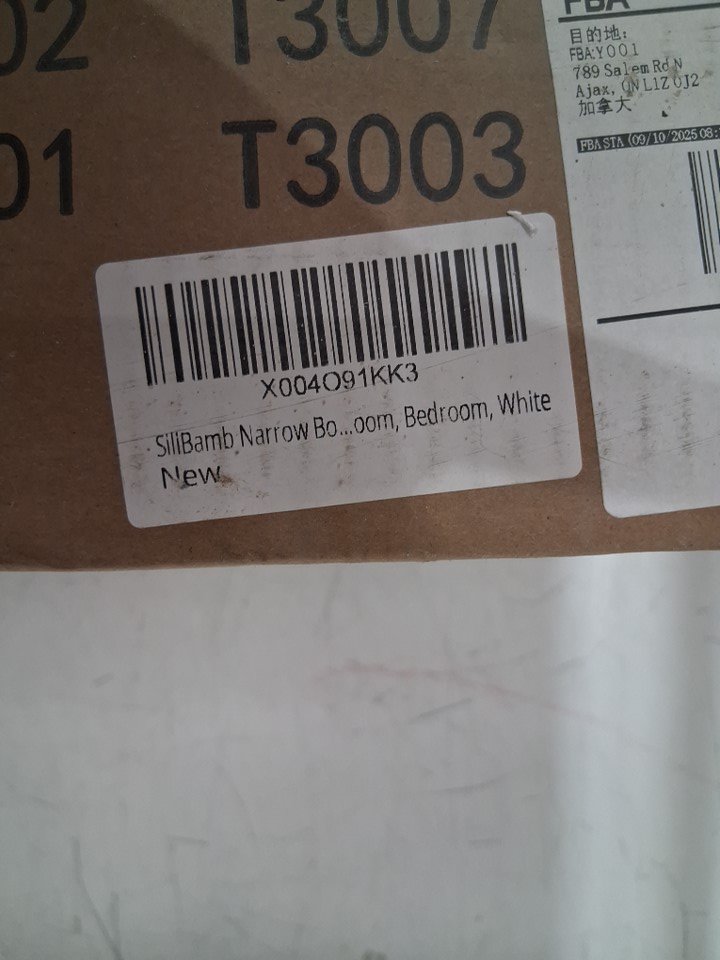 02 T3007
01 T3003
FBA
目的地:
FBA:Y001
789 Salem Rd N
Ajax, ON L1Z 0J2
加拿大
FBA STA (09/10/2025 08:
X004O91KK3
SiliBamb Narrow Bo...oom, Bedroom, White
New